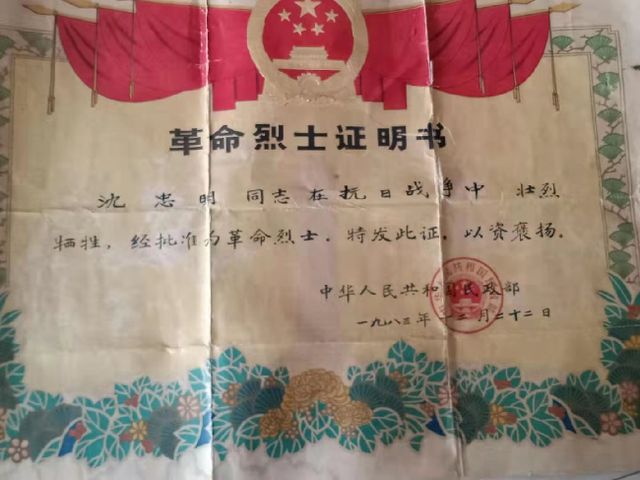 革命烈士证明书
沈忠明同志在抗日战争中壮烈
牺牲，经批准为革命烈士。特发此证，以资褒扬。
中华人民共和国民政部
一九八三年一二月二十二日